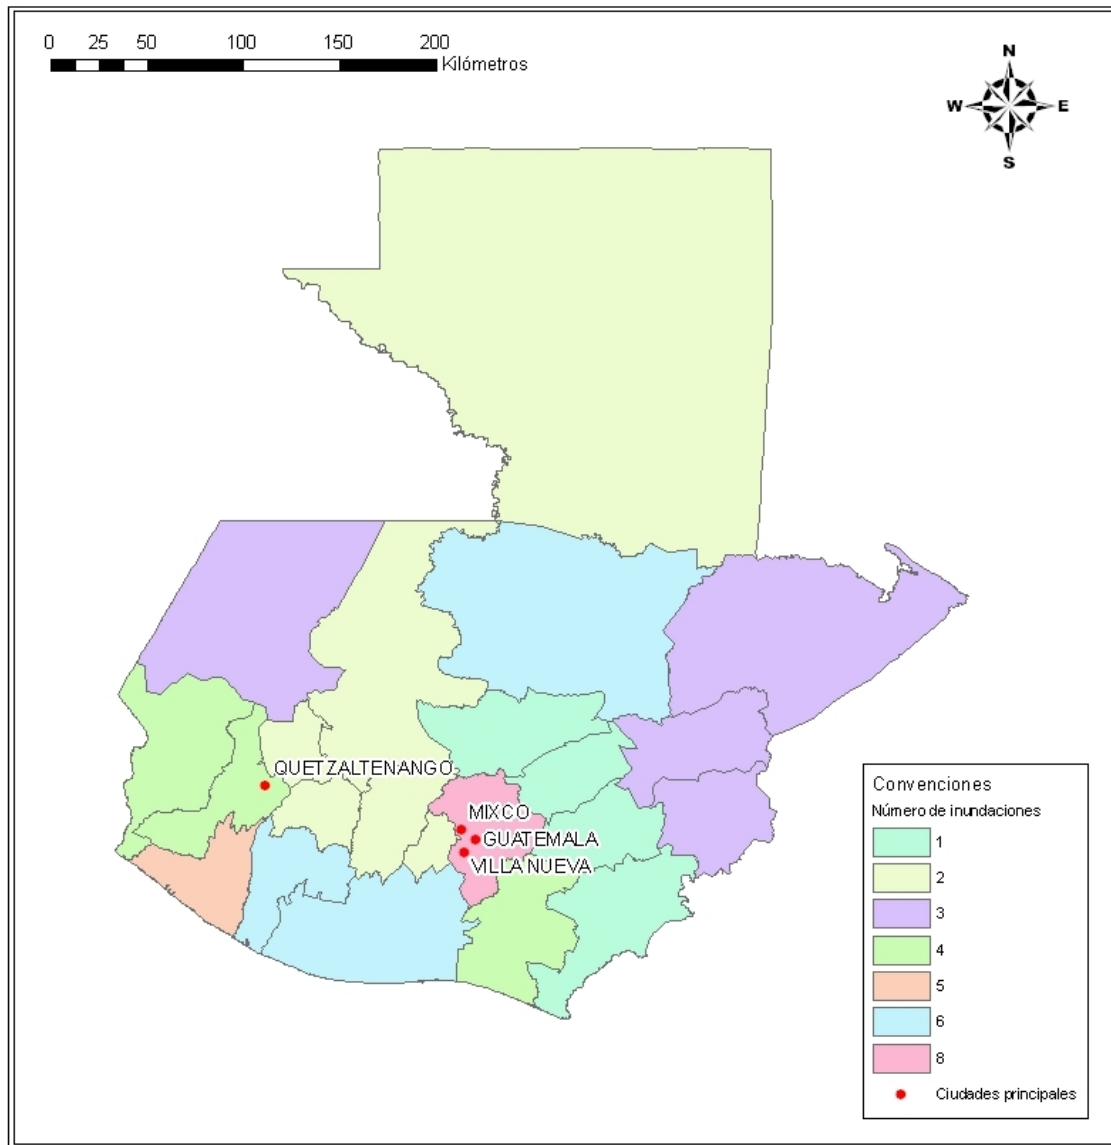 0 25 50 100 150 200
Kilómetros
N
W E
S
QUETZALTENANGO
MIXCO
GUATEMALA
VILLA NUEVA
Convenciones
Número de inundaciones
1
2
3
4
5
6
8
Ciudades principales